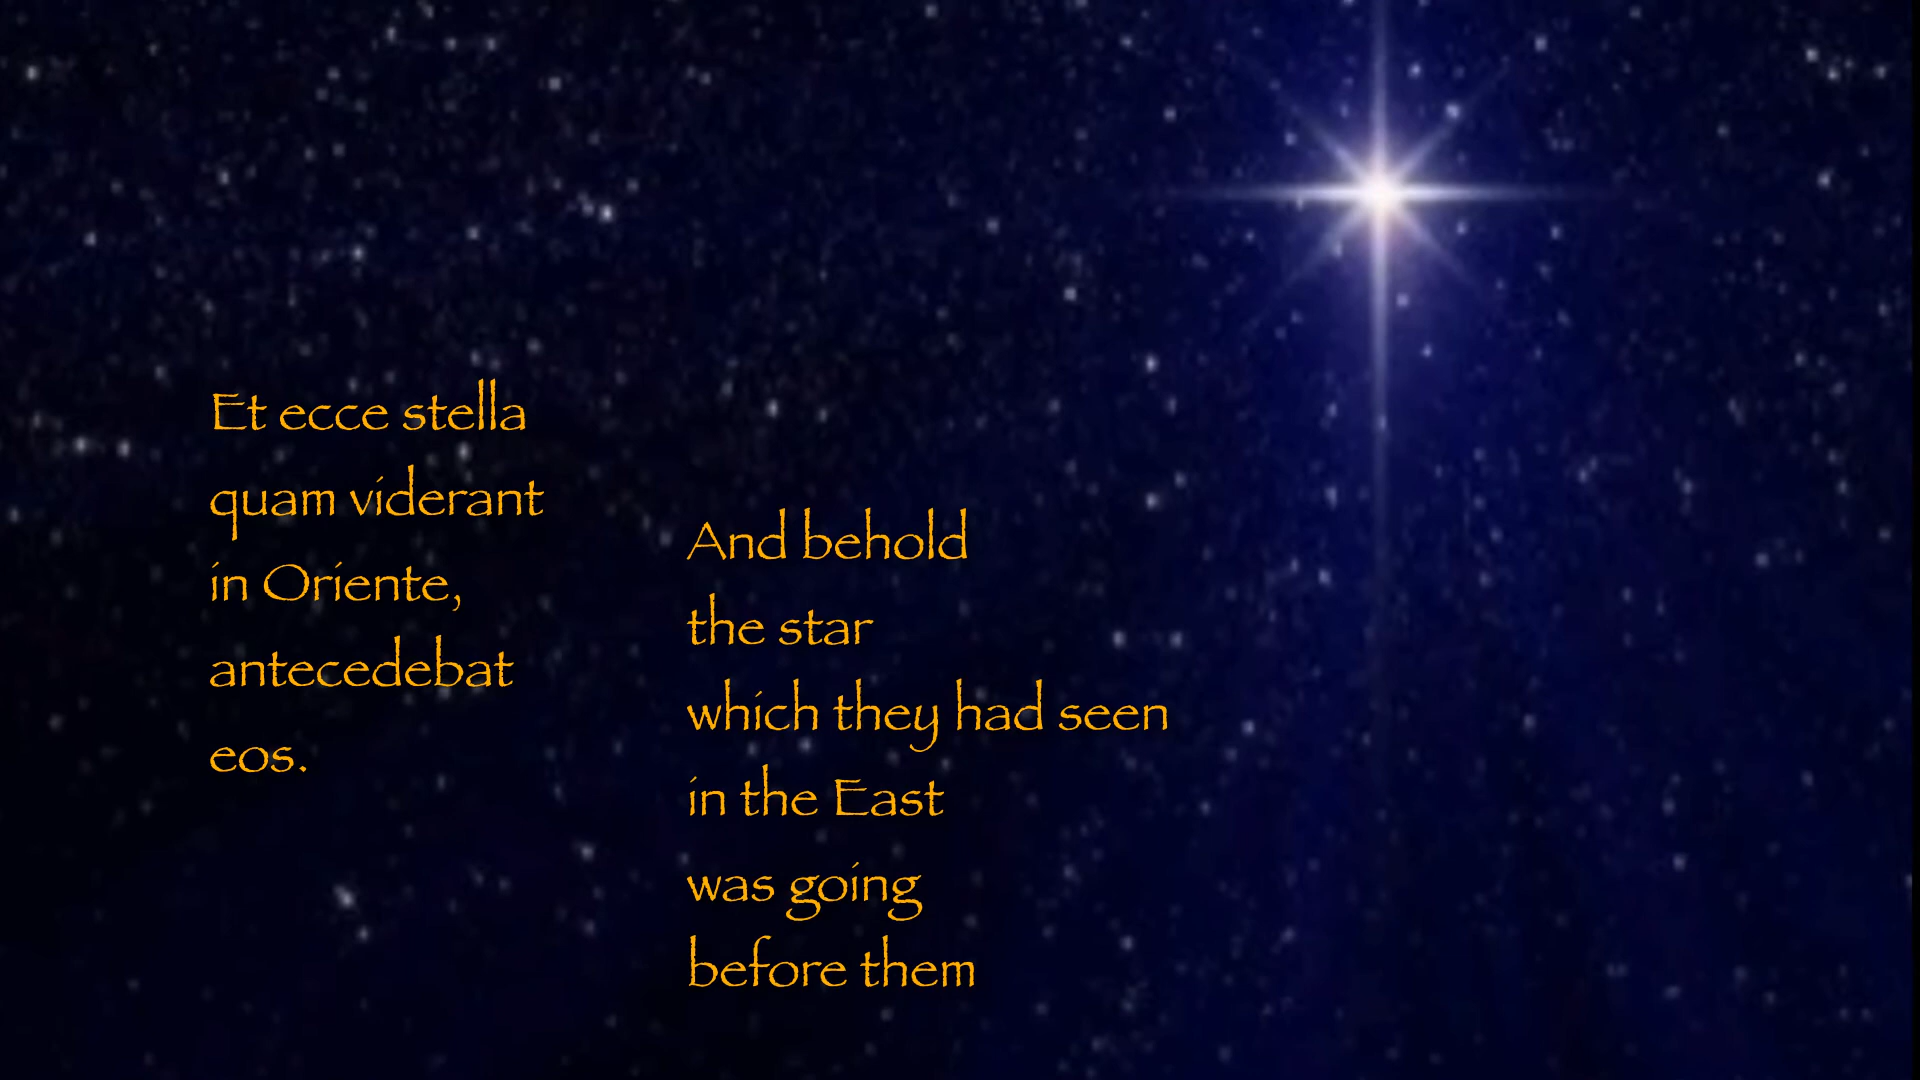 Et ecce stella
quam viderant
in Oriente,
antecedebat
eos.
And behold
the star
which they had seen
in the East
was going
before them